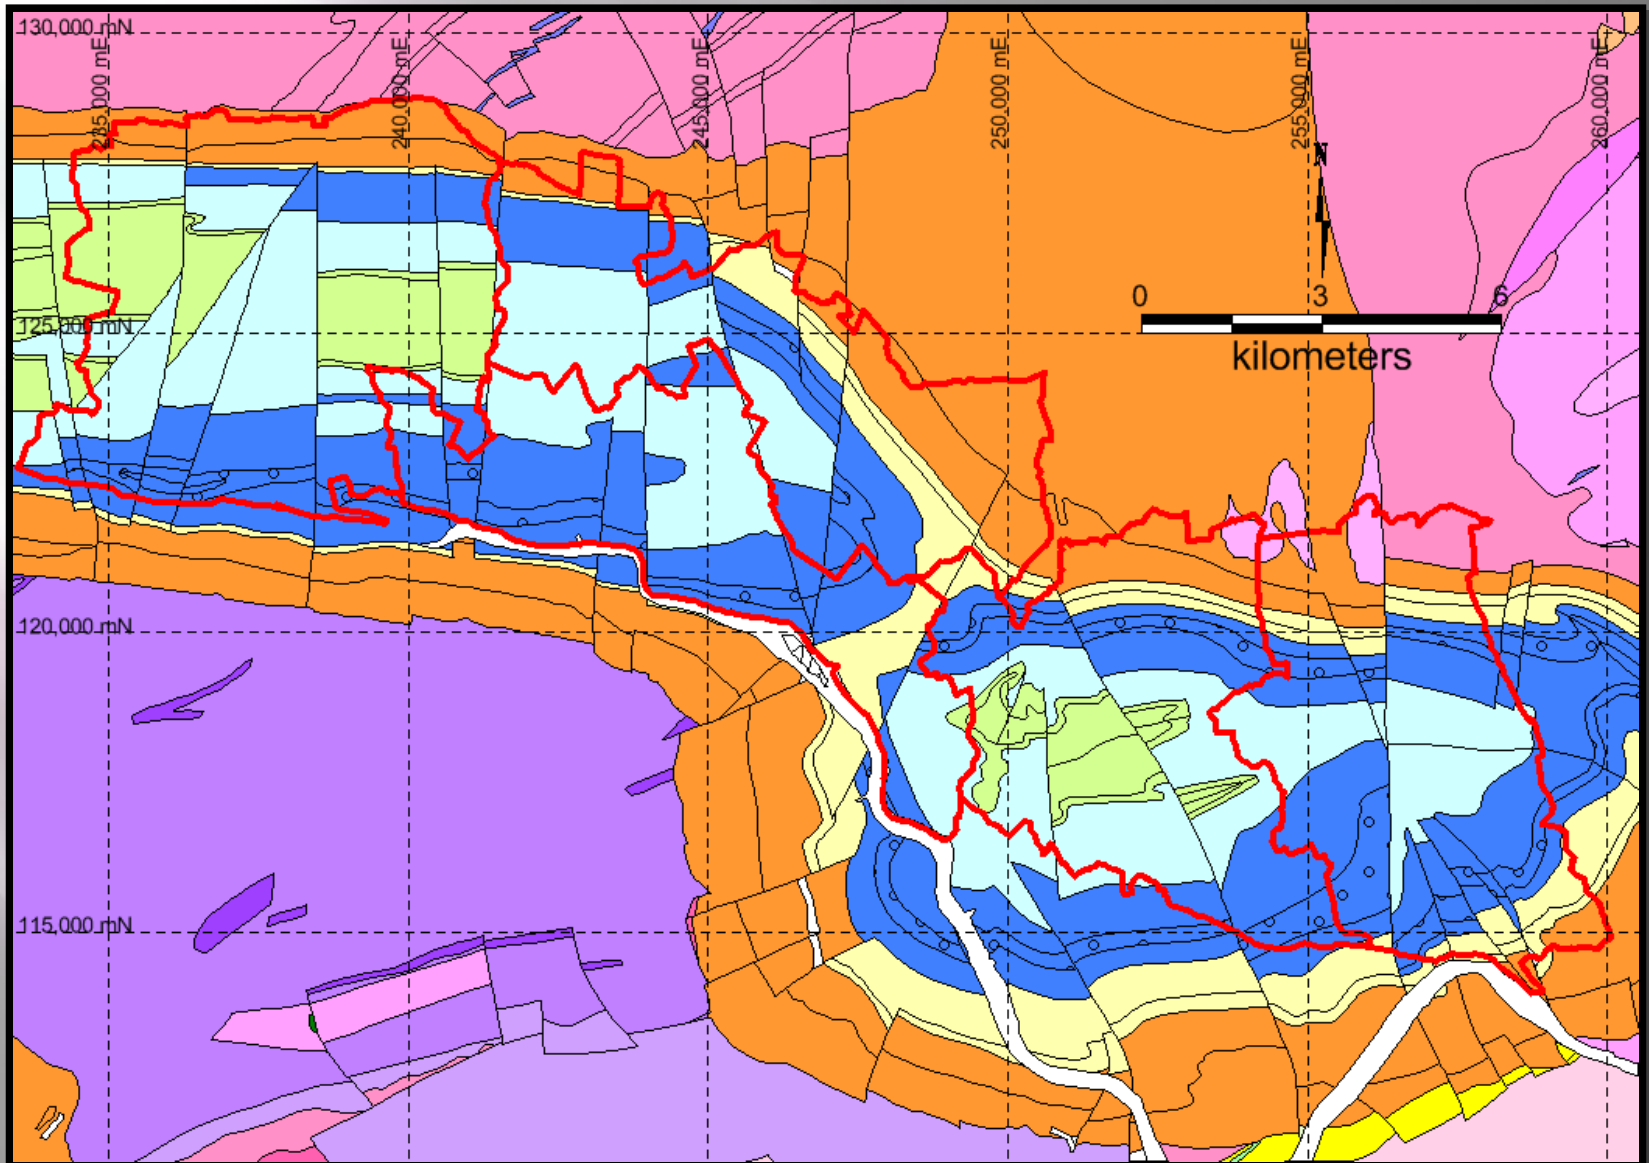 130,000 mN
235,000 mE
240,000 mE
245,000 mE
250,000 mE
255,000 mE
260,000 mE
N
0 3 6
kilometers
125,000 mN
120,000 mN
115,000 mN